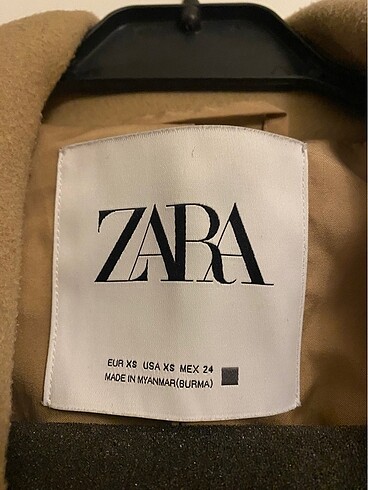 ZARA
EUR XS USA XS MEX 24
MADE IN MYANMAR(BURMA)